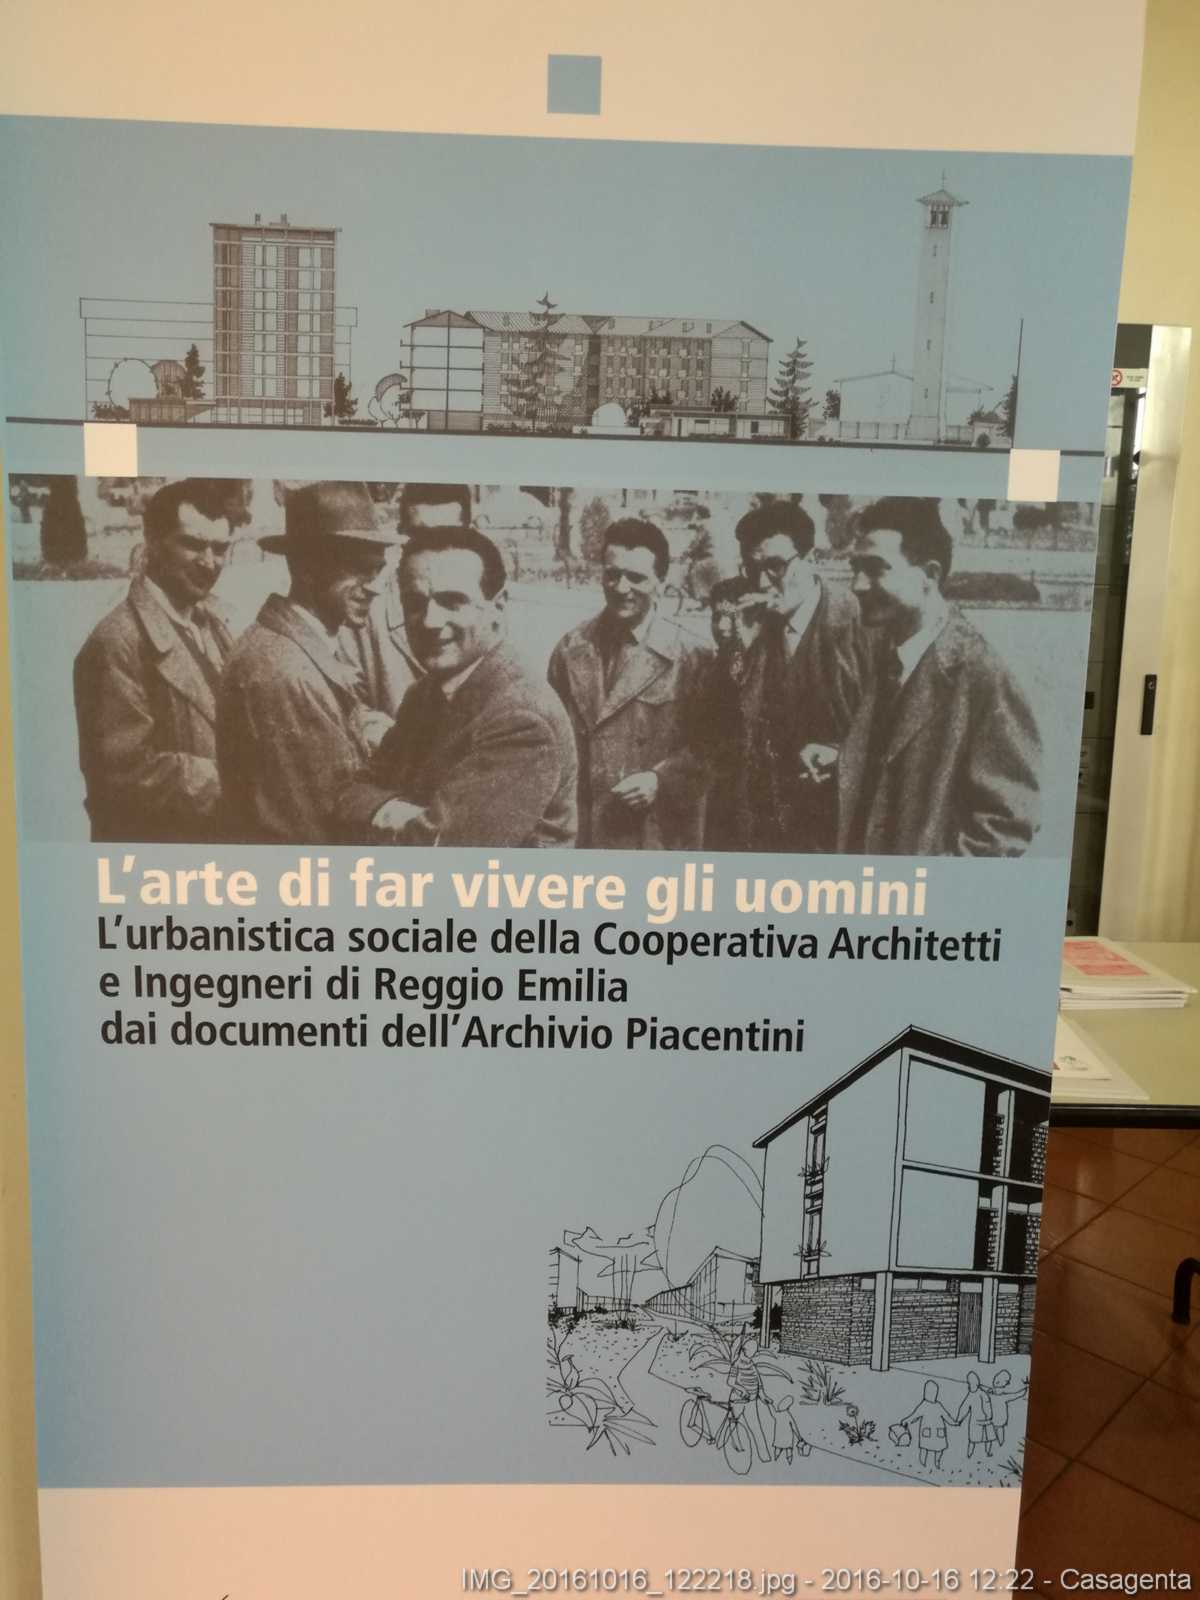 L'arte di far vivere gli uomini
L'urbanistica sociale della Cooperativa Architetti
e Ingegneri di Reggio Emilia
dai documenti dell'Archivio Piacentini
IMG_20161016_122218.jpg - 2016-10-16 12:22 - Casagenta